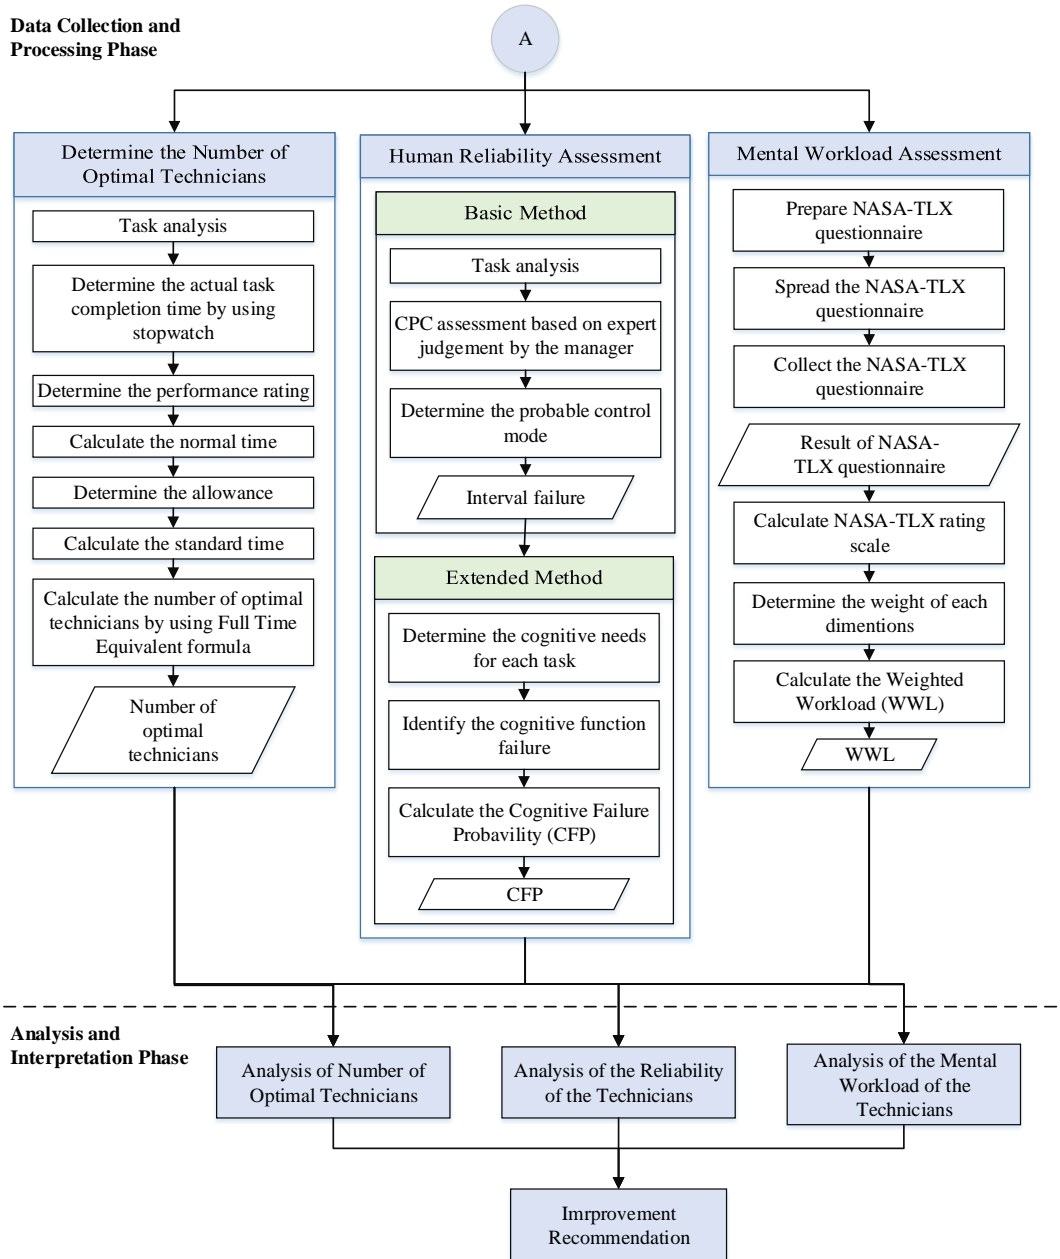 Data Collection and
Processing Phase
A
Determine the Number of
Optimal Technicians
Task analysis
Determine the actual task
completion time by using
stopwatch
Determine the performance rating
Calculate the normal time
Determine the allowance
Calculate the standard time
Calculate the number of optimal
technicians by using Full Time
Equivalent formula
Number of
optimal
technicians
Human Reliability Assessment
Basic Method
Task analysis
CPC assessment based on expert
judgement by the manager
Determine the probable control
mode
Interval failure
Extended Method
Determine the cognitive needs
for each task
Identify the cognitive function
failure
Calculate the Cognitive Failure
Probavility (CFP)
CFP
Mental Workload Assessment
Prepare NASA-TLX
questionnaire
Spread the NASA-TLX
questionnaire
Collect the NASA-TLX
questionnaire
Result of NASA-
TLX questionnaire
Calculate NASA-TLX rating
scale
Determine the weight of each
dimentions
Calculate the Weighted
Workload (WWL)
WWL
Analysis and
Interpretation Phase
Analysis of Number of
Optimal Technicians
Analysis of the Reliability
of the Technicians
Analysis of the Mental
Workload of the
Technicians
Imrprovement
Recommendation